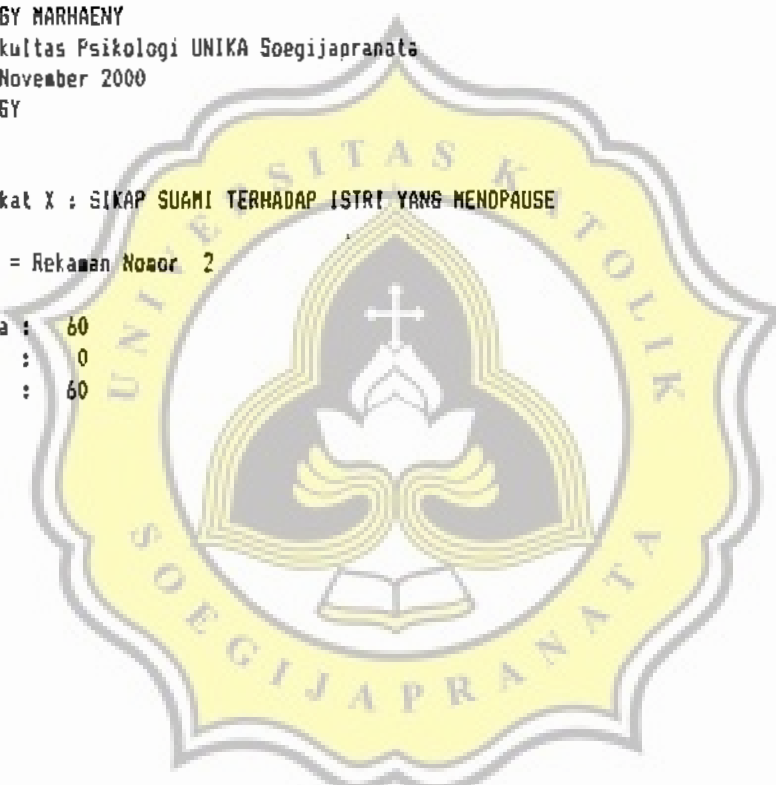 GY MARHAENY
kultas Psikologi UNIKA Soegijapranata
November 2000
GY
kat X : SIKAP SUAMI TERHADAP ISTRI YANG MENOPAUSE
= Rekaman Nomor 2
a : 60
: 0
: 60
UNIVERSITAS KATOLIK
SOEGIJAPRANATA